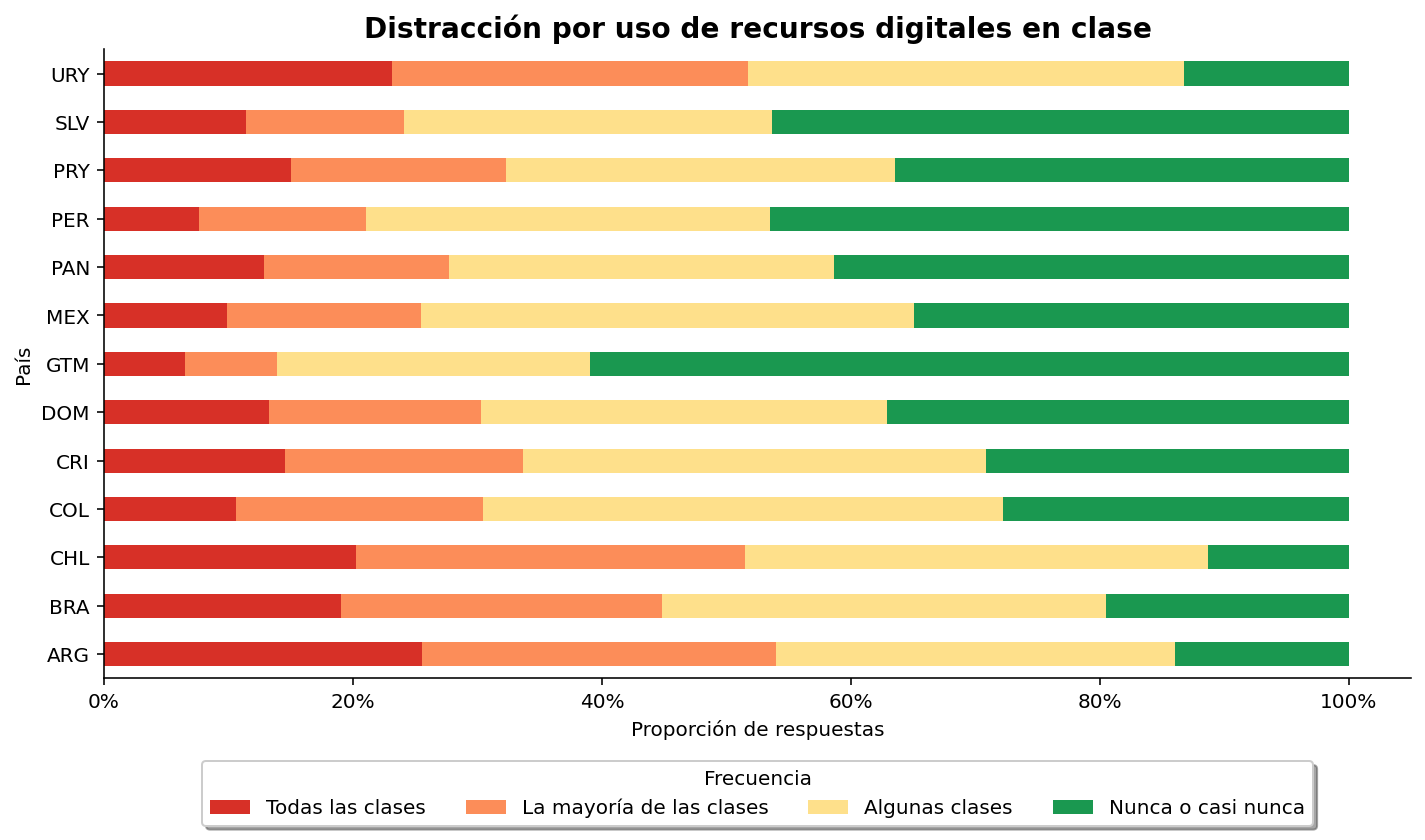 Distracción por uso de recursos digitales en clase
URY
SLV
PRY
PER
PAN
MEX
GTM
DOM
CRI
COL
CHL
BRA
ARG
País
0% 20% 40% 60% 80% 100%
Proporción de respuestas
Frecuencia
Todas las clases La mayoría de las clases Algunas clases Nunca o casi nunca